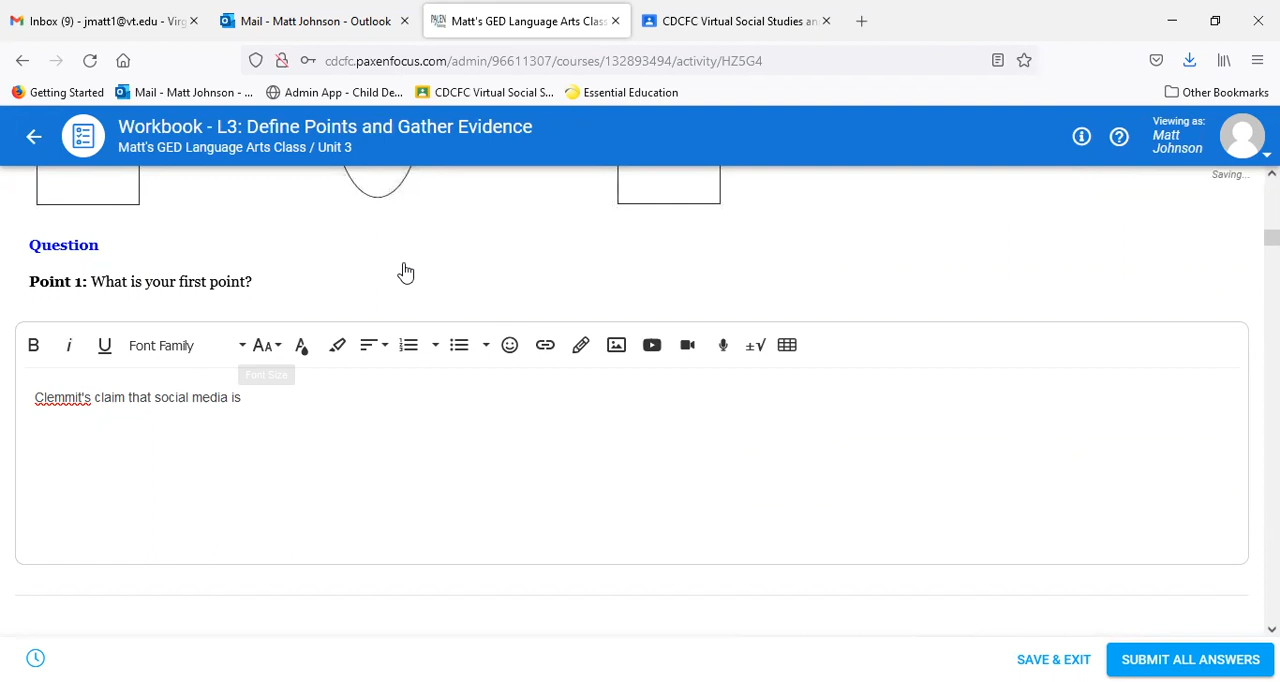 Inbox (9) - jmatt1@vt.edu - Virg
Mail - Matt Johnson - Outlook
Matt's GED Language Arts Class
CDCFC Virtual Social Studies an
cdcfc.paxenfocus.com/admin/96611307/courses/132893494/activity/HZ5G4
Getting Started
Mail - Matt Johnson - ...
Admin App - Child De...
CDCFC Virtual Social S...
Essential Education
Other Bookmarks
Workbook - L3: Define Points and Gather Evidence
Matt's GED Language Arts Class / Unit 3
Viewing as:
Matt
Johnson
Saving...
Question
Point 1: What is your first point?
B i U Font Family AA A ±√
Font Size
Clemmit's claim that social media is
SAVE & EXIT
SUBMIT ALL ANSWERS